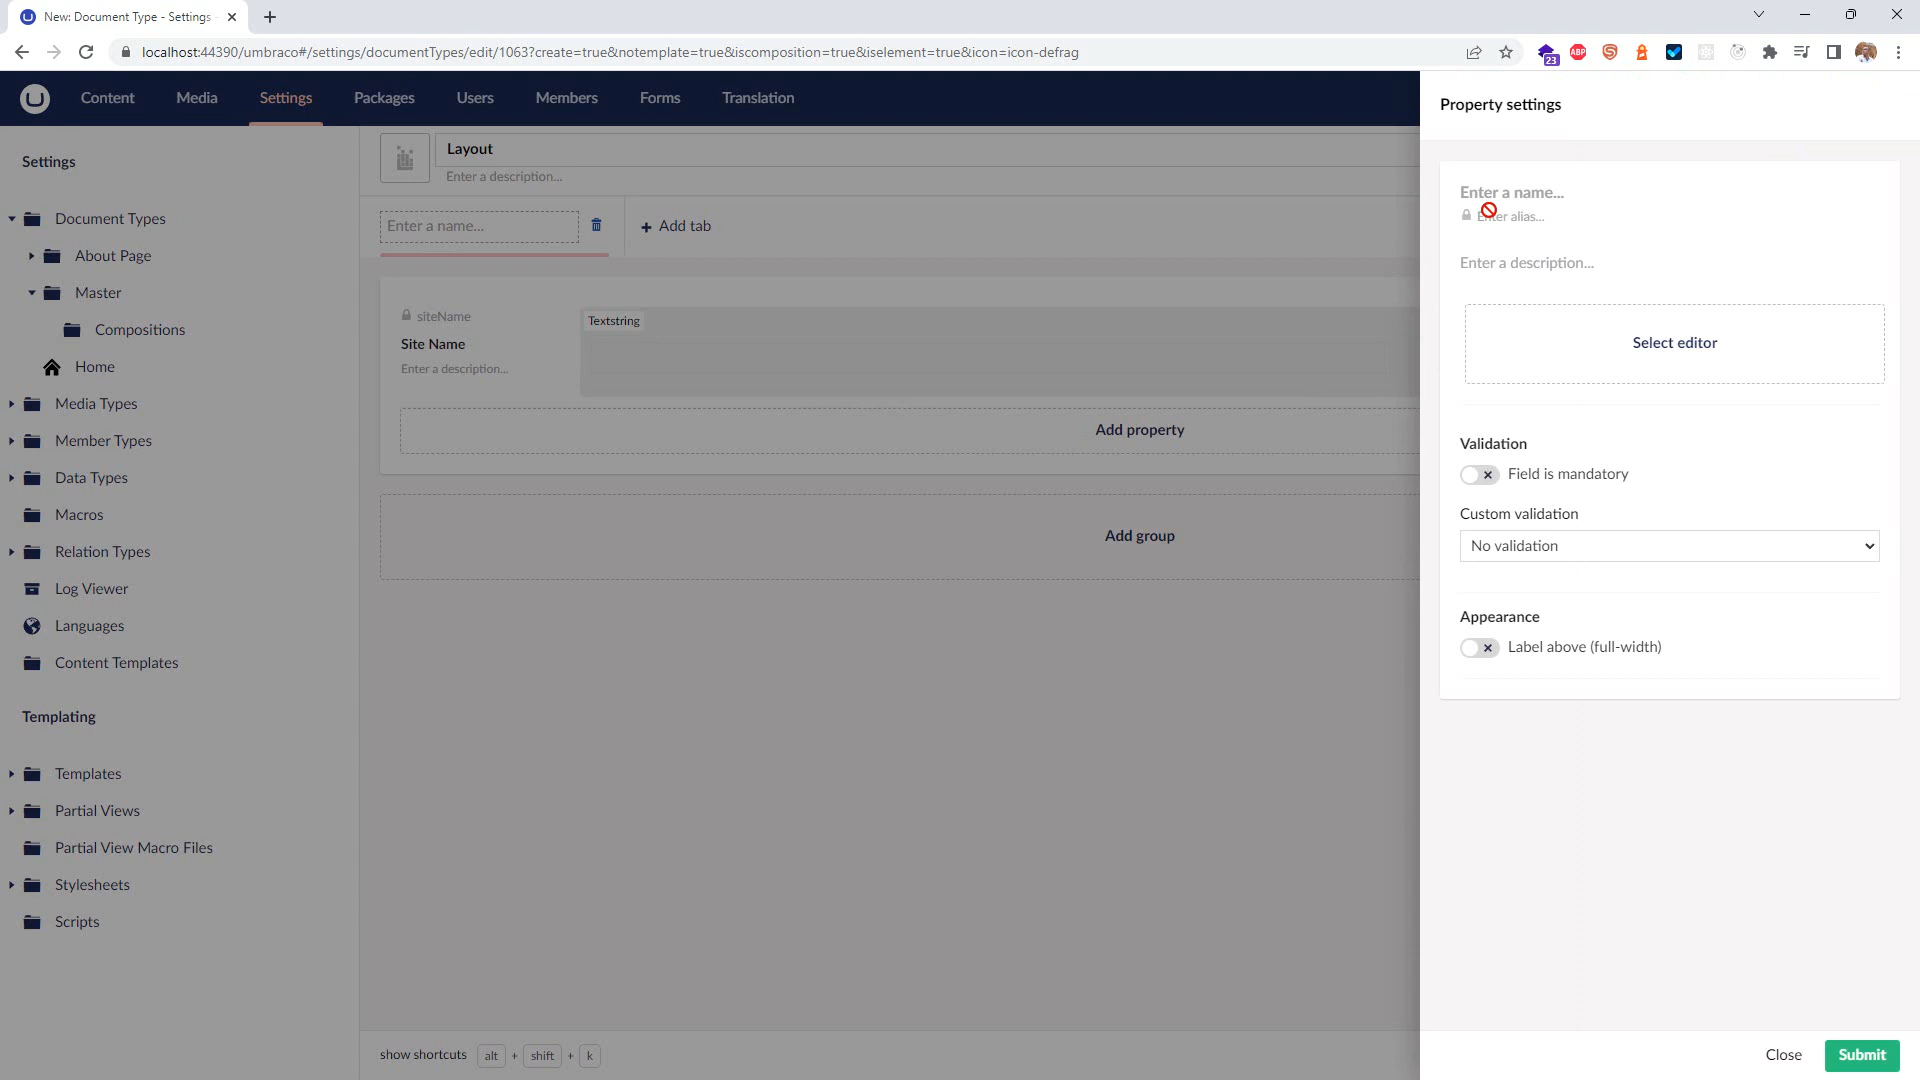 New: Document Type - Settings
localhost:44390/umbraco#/settings/documentTypes/edit/1063?create=true&notemplate=true&iscomposition=true&iselement=true&icon=icon-defrag
23
ABP
Content
Media
Settings
Packages
Users
Members
Forms
Translation
Settings
Document Types
About Page
Master
Compositions
Home
Media Types
Member Types
Data Types
Macros
Relation Types
Log Viewer
Languages
Content Templates
Templating
Templates
Partial Views
Partial View Macro Files
Stylesheets
Scripts
Layout
Enter a description...
Enter a name...
+ Add tab
siteName
Site Name
Enter a description...
Textstring
Add property
Add group
show shortcuts alt + shift + k
Property settings
Enter a name...
Enter alias...
Enter a description...
Select editor
Validation
Field is mandatory
Custom validation
No validation
Appearance
Label above (full-width)
Close
Submit